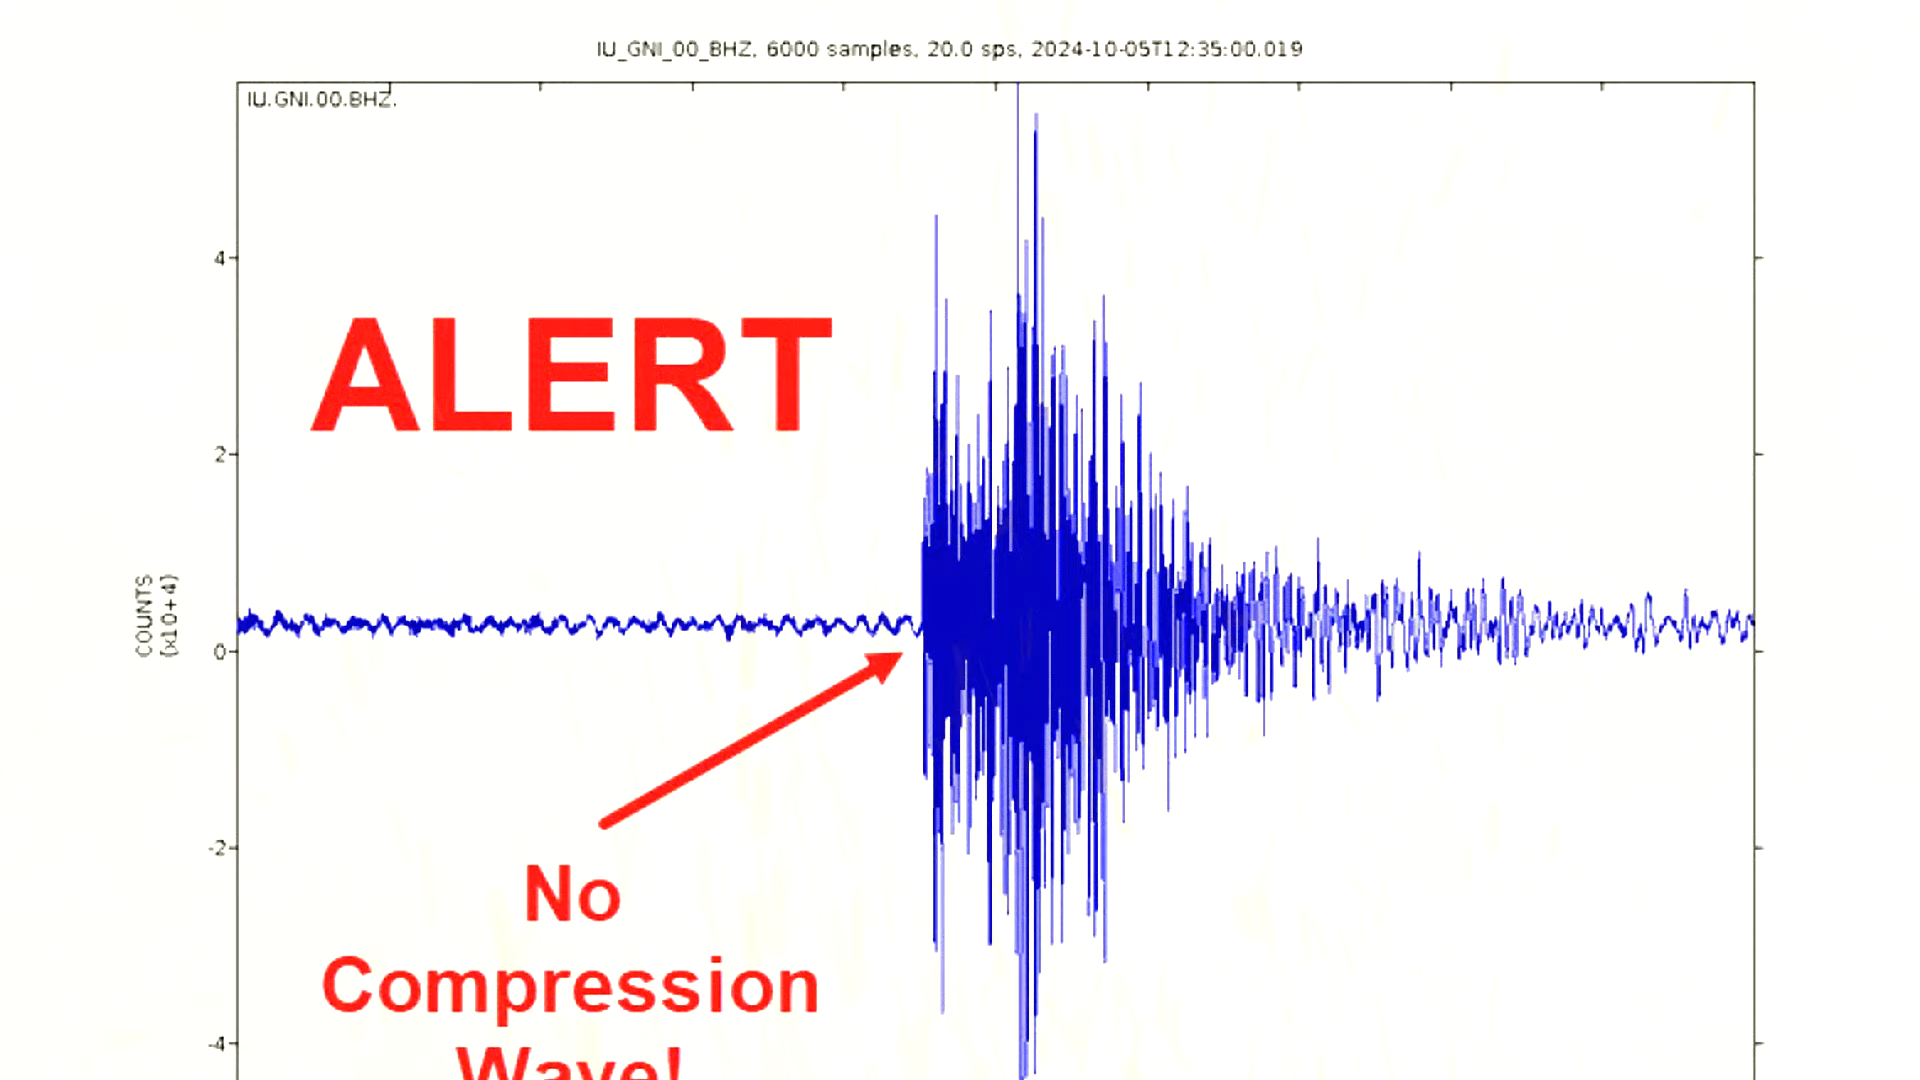 IU_GNI_00_BHZ, 6000 samples, 20.0 sps, 2024-10-05T12:35:00.019
IU.GNI.00.BHZ.
4
ALERT
2
COUNTS
(x10+4)
0
-2
No
Compression
-4
Wave!